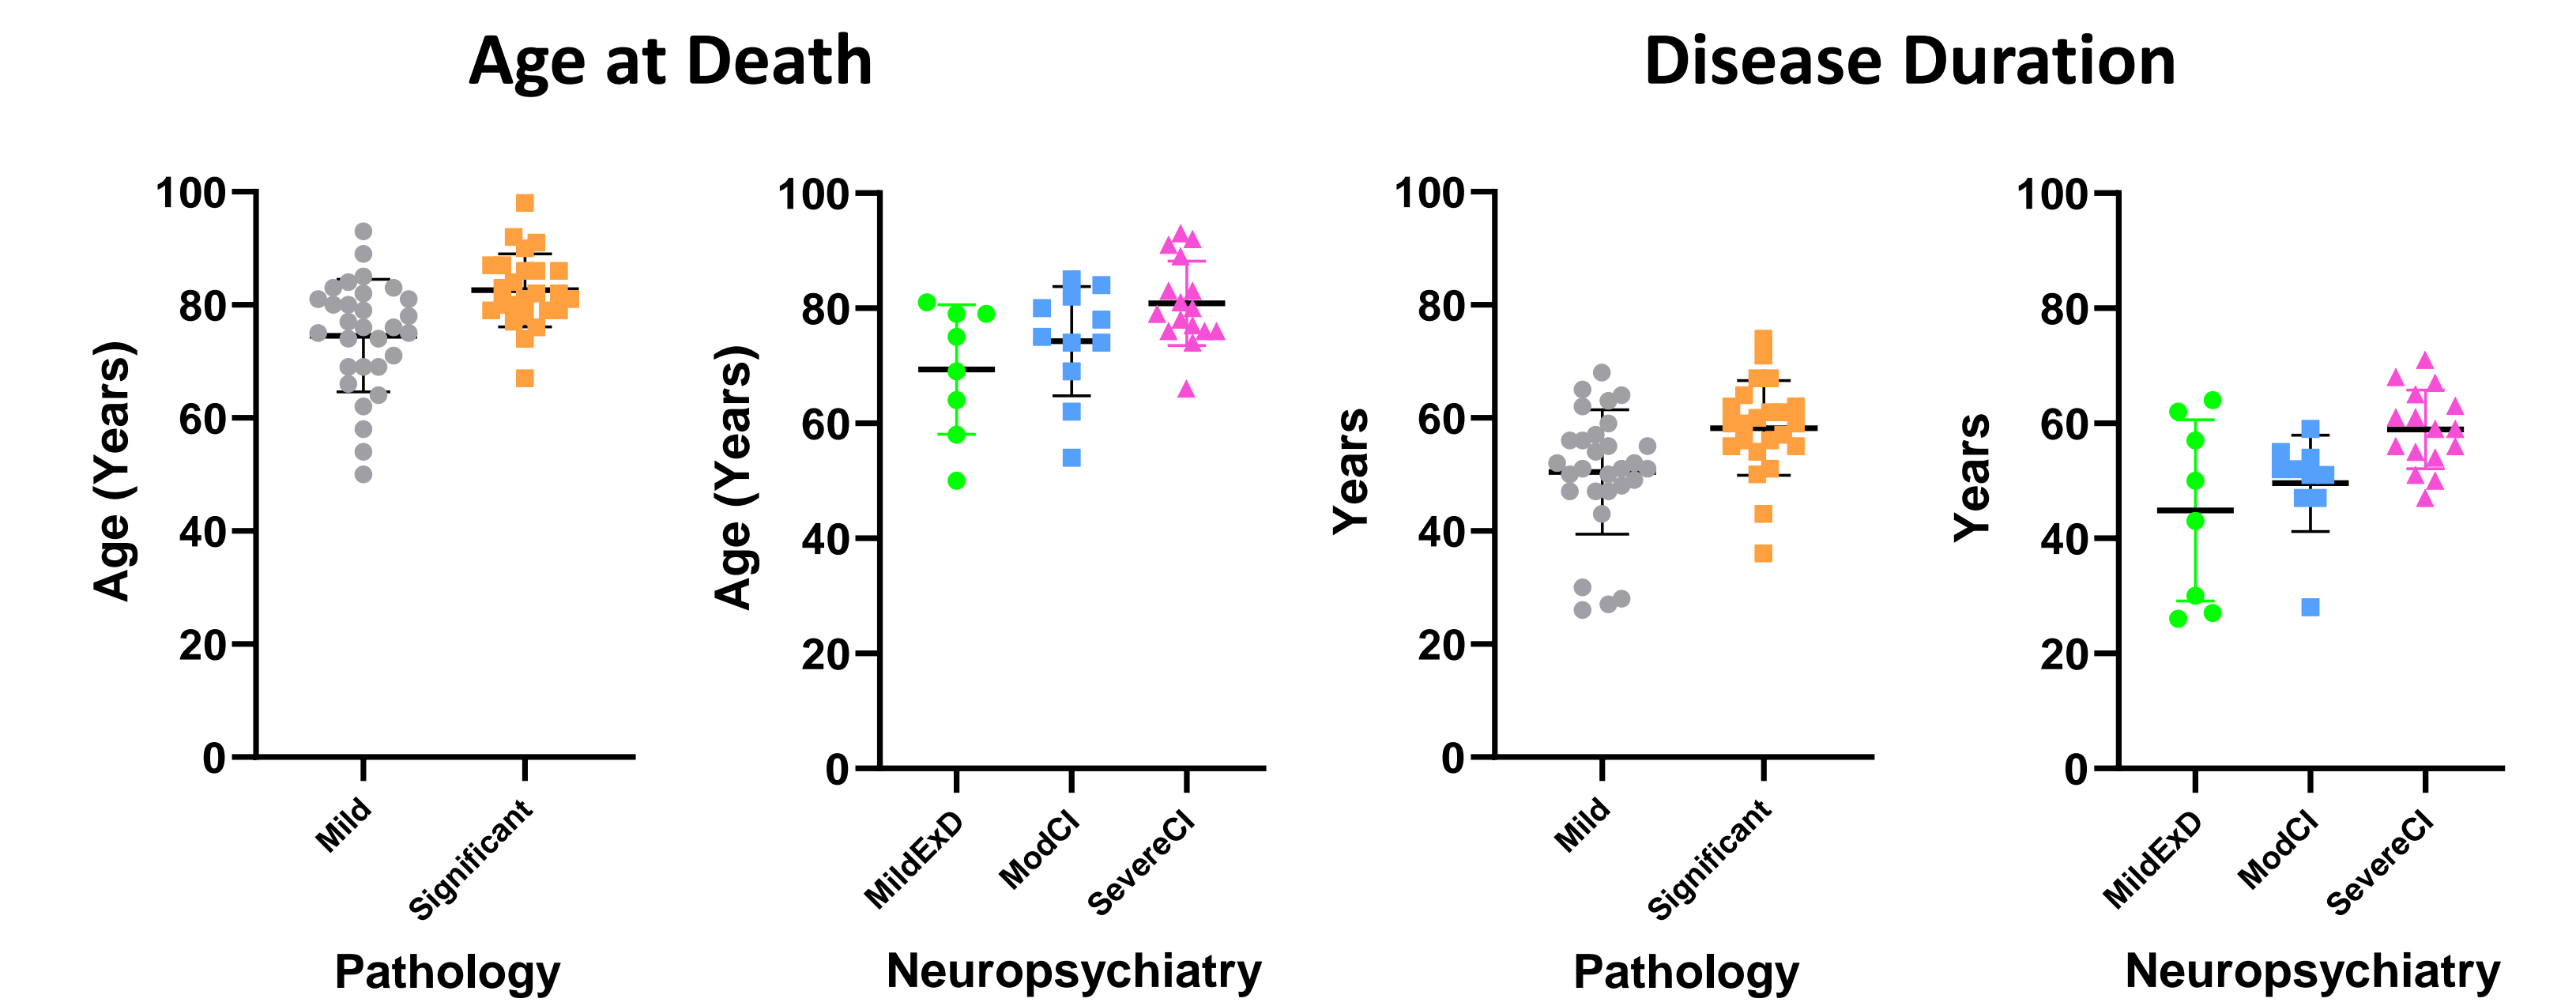 Age at Death
Disease Duration
Age (Years)
100
80
60
40
20
0
Mild
Significant
Pathology
Age (Years)
100
80
60
40
20
0
MildExD
ModCI
SevereCI
Neuropsychiatry
Years
100
80
60
40
20
0
Mild
Significant
Pathology
Years
100
80
60
40
20
0
MildExD
ModCI
SevereCI
Neuropsychiatry